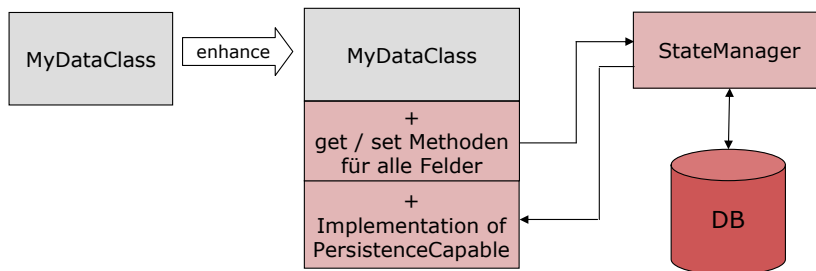 MyDataClass
enhance
MyDataClass
+
get / set Methoden
für alle Felder
+
Implementation of
PersistenceCapable
StateManager
DB